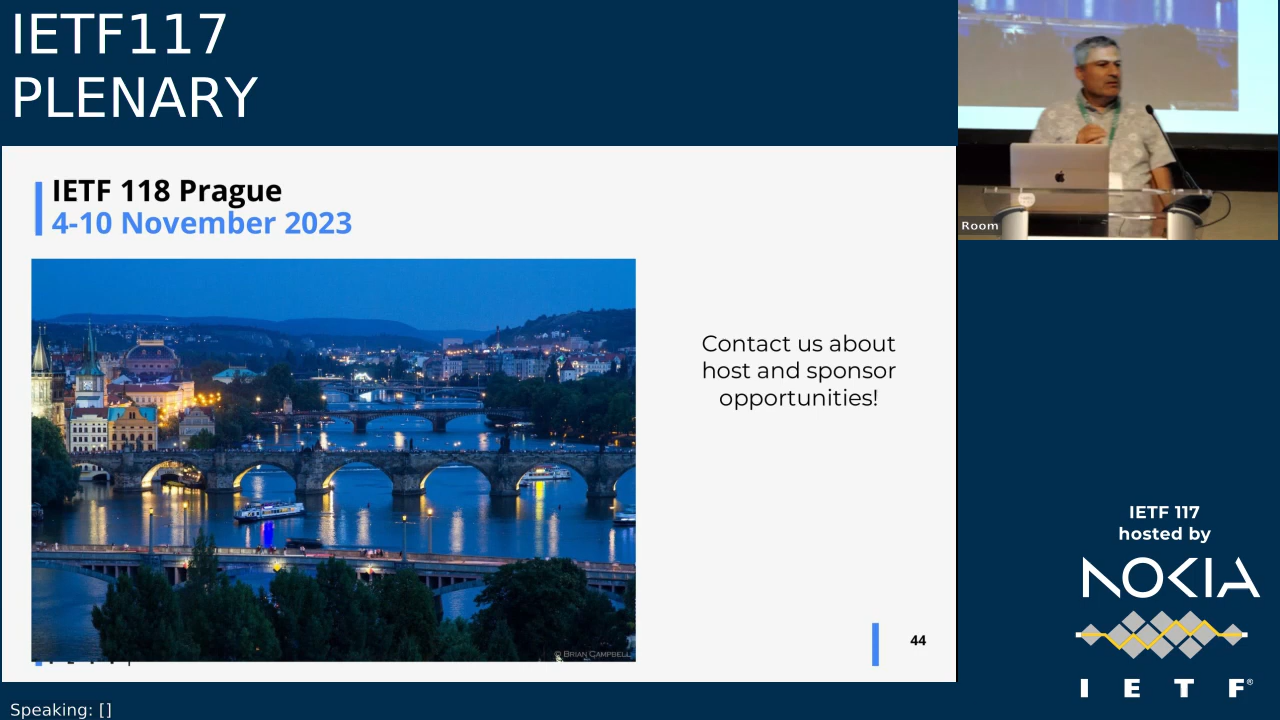 IETF117
PLENARY
IETF 118 Prague
4-10 November 2023
Contact us about
host and sponsor
opportunities!
© BRIAN CAMPBELL
44
Room
IETF 117
hosted by
NOKIA
I E T F®
Speaking: []